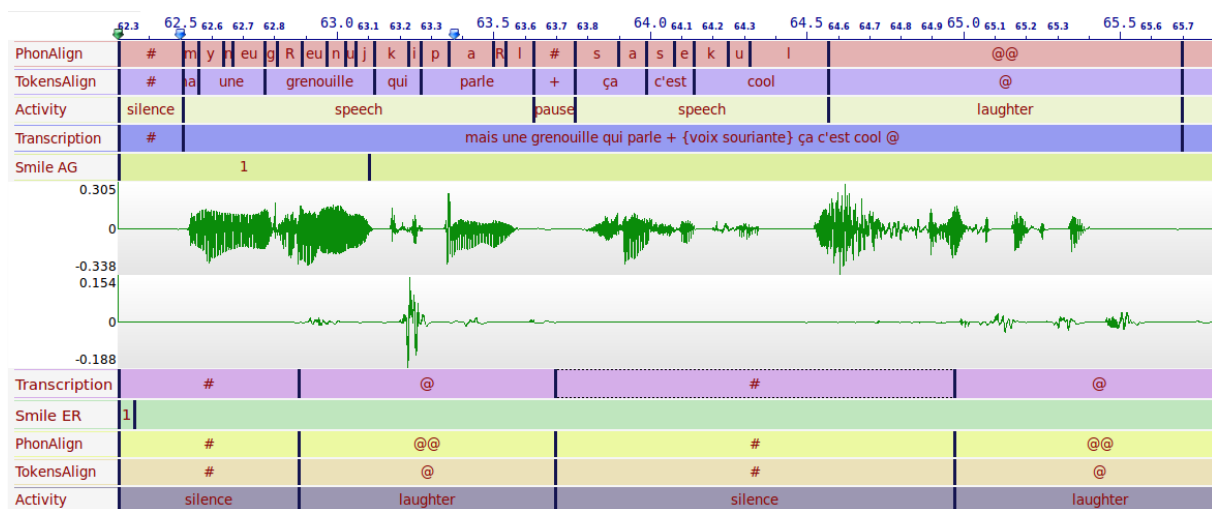 62.3 62.5 62.6 62.7 62.8 63.0 63.1 63.2 63.3 63.5 63.6 63.7 63.8 64.0 64.1 64.2 64.3 64.5 64.6 64.7 64.8 64.9 65.0 65.1 65.2 65.3 65.5 65.6 65.7
PhonAlign # m y n eu g R eu n u j k i p a R l # s a s e k u l @@
TokensAlign # une grenouille qui parle + ça c'est cool @
Activity silence speech pause speech laughter
Transcription # mais une grenouille qui parle + {voix souriante} ça c'est cool @
Smile AG 1
0.305
0
-0.338
0.154
0
-0.188
Transcription # @ # @
Smile ER 1
PhonAlign # @@ # @@
TokensAlign # @ # @
Activity silence laughter silence laughter